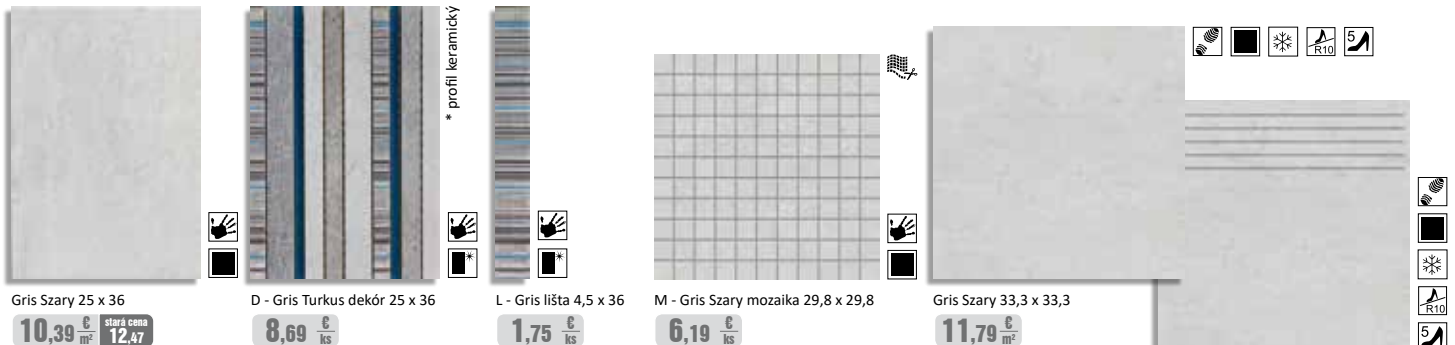 * profil keramický
R10
5
R10
5
Gris Szary 25 x 36
10,39 €/m²
stará cena
12,47
D - Gris Turkus dekór 25 x 36
8,69 €/ks
L - Gris lišta 4,5 x 36
1,75 €/ks
M - Gris Szary mozaika 29,8 x 29,8
6,19 €/ks
Gris Szary 33,3 x 33,3
11,79 €/m²